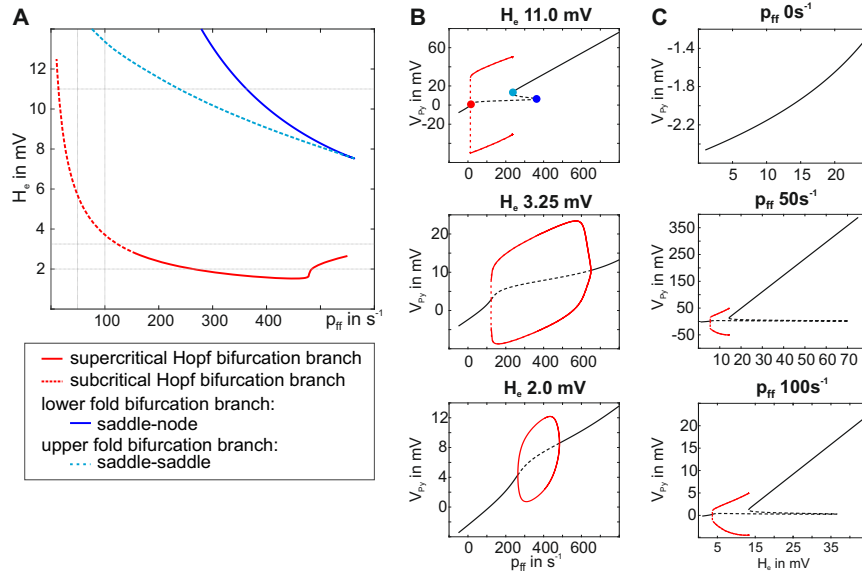 A
H_e in mV
12
10
8
6
4
2
100
200
300
400
p_ff in s⁻¹
supercritical Hopf bifurcation branch
subcritical Hopf bifurcation branch
lower fold bifurcation branch:
saddle-node
upper fold bifurcation branch:
saddle-saddle
B
H_e 11.0 mV
V_Py in mV
60
40
20
0
-20
0
200
400
600
H_e 3.25 mV
V_Py in mV
20
10
0
0
200
400
600
H_e 2.0 mV
V_Py in mV
12
8
4
0
0
200
400
600
p_ff in s⁻¹
C
p_ff 0s⁻¹
V_Py in mV
-1.4
-1.8
-2.2
5
10
15
20
p_ff 50s⁻¹
V_Py in mV
350
250
150
50
-50
10
20
30
40
50
60
70
p_ff 100s⁻¹
V_Py in mV
20
15
10
5
0
5
15
25
35
H_e in mV